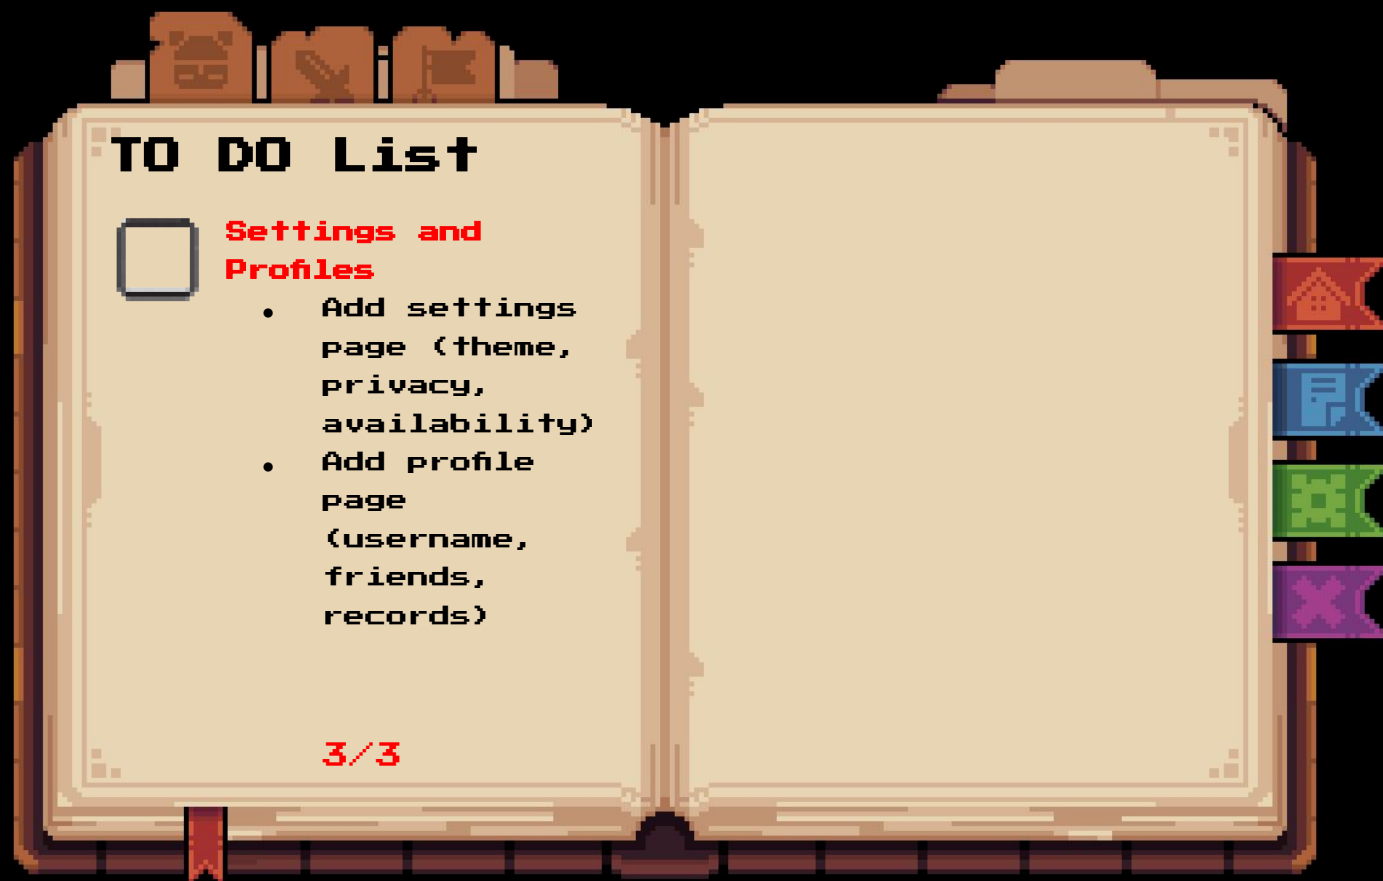 TO DO List
Settings and
Profiles
• Add settings
page (theme,
privacy,
availability)
• Add profile
page
(username,
friends,
records)
3/3